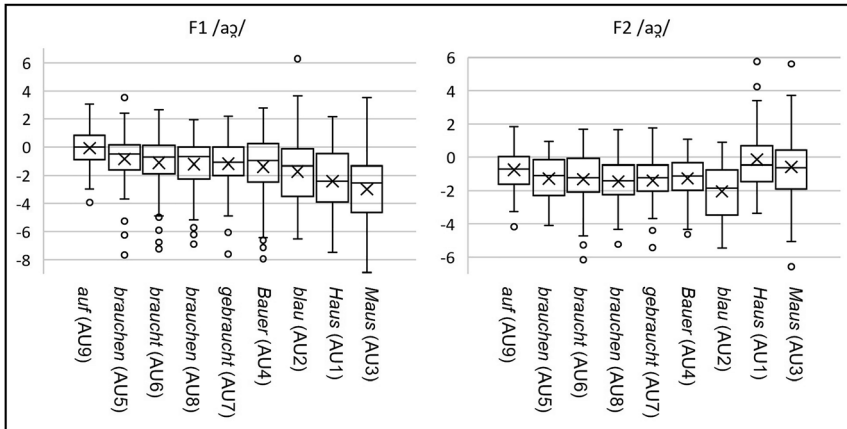 F1 /aɔ̯/
6
4
2
0
-2
-4
-6
-8
auf (AU9)
brauchen (AU5)
braucht (AU6)
brauchen (AU8)
gebraucht (AU7)
Bauer (AU4)
blau (AU2)
Haus (AU1)
Maus (AU3)
F2 /aɔ̯/
6
4
2
0
-2
-4
-6
auf (AU9)
brauchen (AU5)
braucht (AU6)
brauchen (AU8)
gebraucht (AU7)
Bauer (AU4)
blau (AU2)
Haus (AU1)
Maus (AU3)